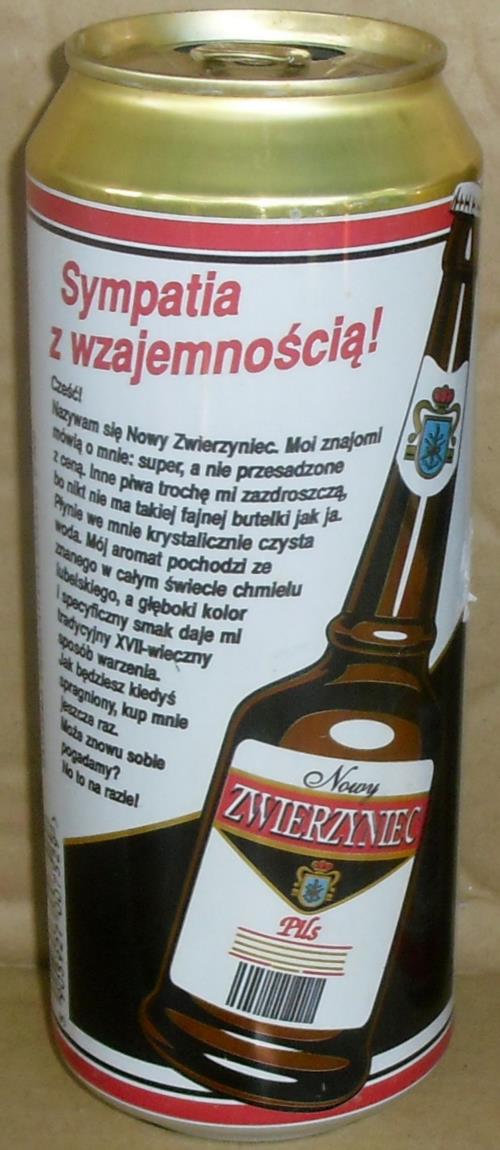 Sympatia
z wzajemnością!
Cześć!
Nazywam się Nowy Zwierzyniec. Moi znajomi
mówią o mnie: super, a nie przesadzone
z ceną. Inne piwa trochę mi zazdroszczą,
bo nikt nie ma takiej fajnej butelki jak ja.
Płynie we mnie krystalicznie czysta
woda. Mój aromat pochodzi ze
znanego w całym świecie chmielu
lubelskiego, a głęboki kolor
i specyficzny smak daje mi
tradycyjny XVII-wieczny
sposób warzenia.
Jak będziesz kiedyś
spragniony, kup mnie
jeszcze raz.
Może znowu sobie
pogadamy?
No to na razie!
Nowy
ZWIERZYNIEC
Pils